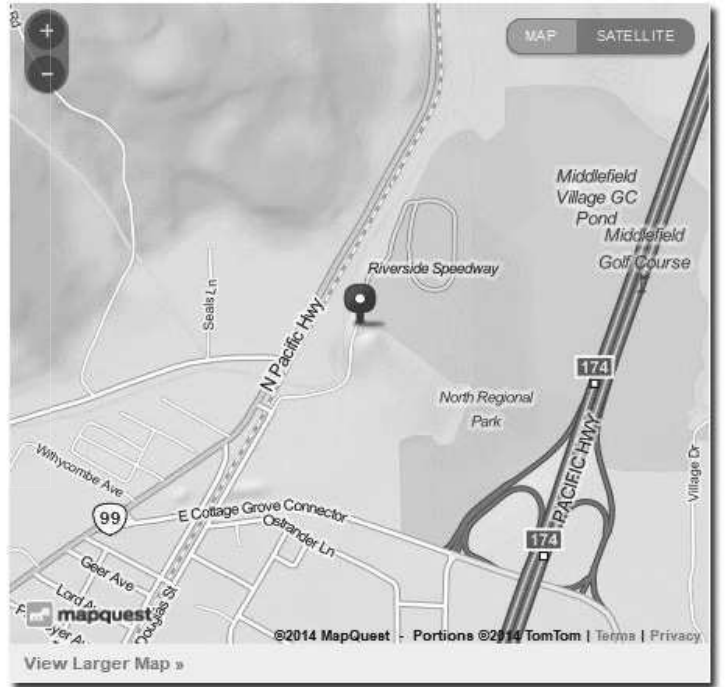 +
MAP SATELLITE
−
Middlefield
Village GC
Pond
Middlefield
Golf Course
Riverside Speedway
Seals Ln
N Pacific Hwy
174
North Regional
Park
PACIFIC HWY
Village Dr
Withycombe Ave
99
E Cottage Grove Connector
Ostrander Ln
174
Geer Ave
mapquest
©2014 MapQuest - Portions ©2014 TomTom | Terms | Privacy
View Larger Map »